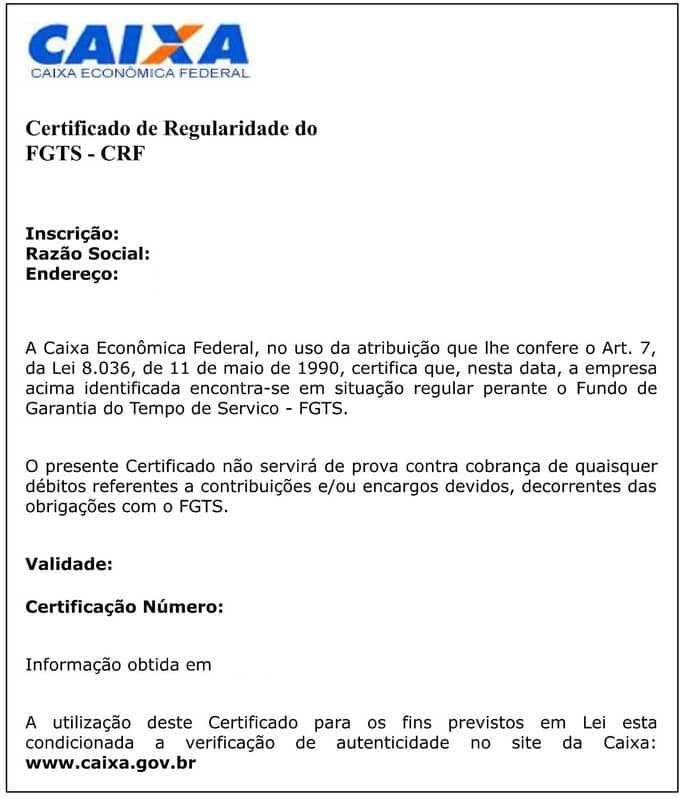 CAIXA
CAIXA ECONÔMICA FEDERAL
Certificado de Regularidade do
FGTS - CRF
Inscrição:
Razão Social:
Endereço:
A Caixa Econômica Federal, no uso da atribuição que lhe confere o Art. 7,
da Lei 8.036, de 11 de maio de 1990, certifica que, nesta data, a empresa
acima identificada encontra-se em situação regular perante o Fundo de
Garantia do Tempo de Servico - FGTS.
O presente Certificado não servirá de prova contra cobrança de quaisquer
débitos referentes a contribuições e/ou encargos devidos, decorrentes das
obrigações com o FGTS.
Validade:
Certificação Número:
Informação obtida em
A utilização deste Certificado para os fins previstos em Lei esta
condicionada a verificação de autenticidade no site da Caixa:
www.caixa.gov.br